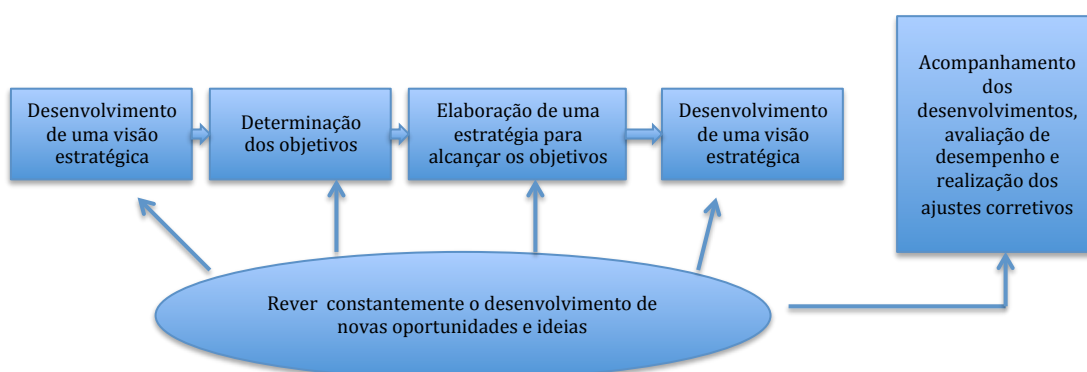 Desenvolvimento
de uma visão
estratégica
Determinação
dos objetivos
Elaboração de uma
estratégia para
alcançar os objetivos
Desenvolvimento
de uma visão
estratégica
Acompanhamento
dos
desenvolvimentos,
avaliação de
desempenho e
realização dos
ajustes corretivos
Rever constantemente o desenvolvimento de
novas oportunidades e ideias